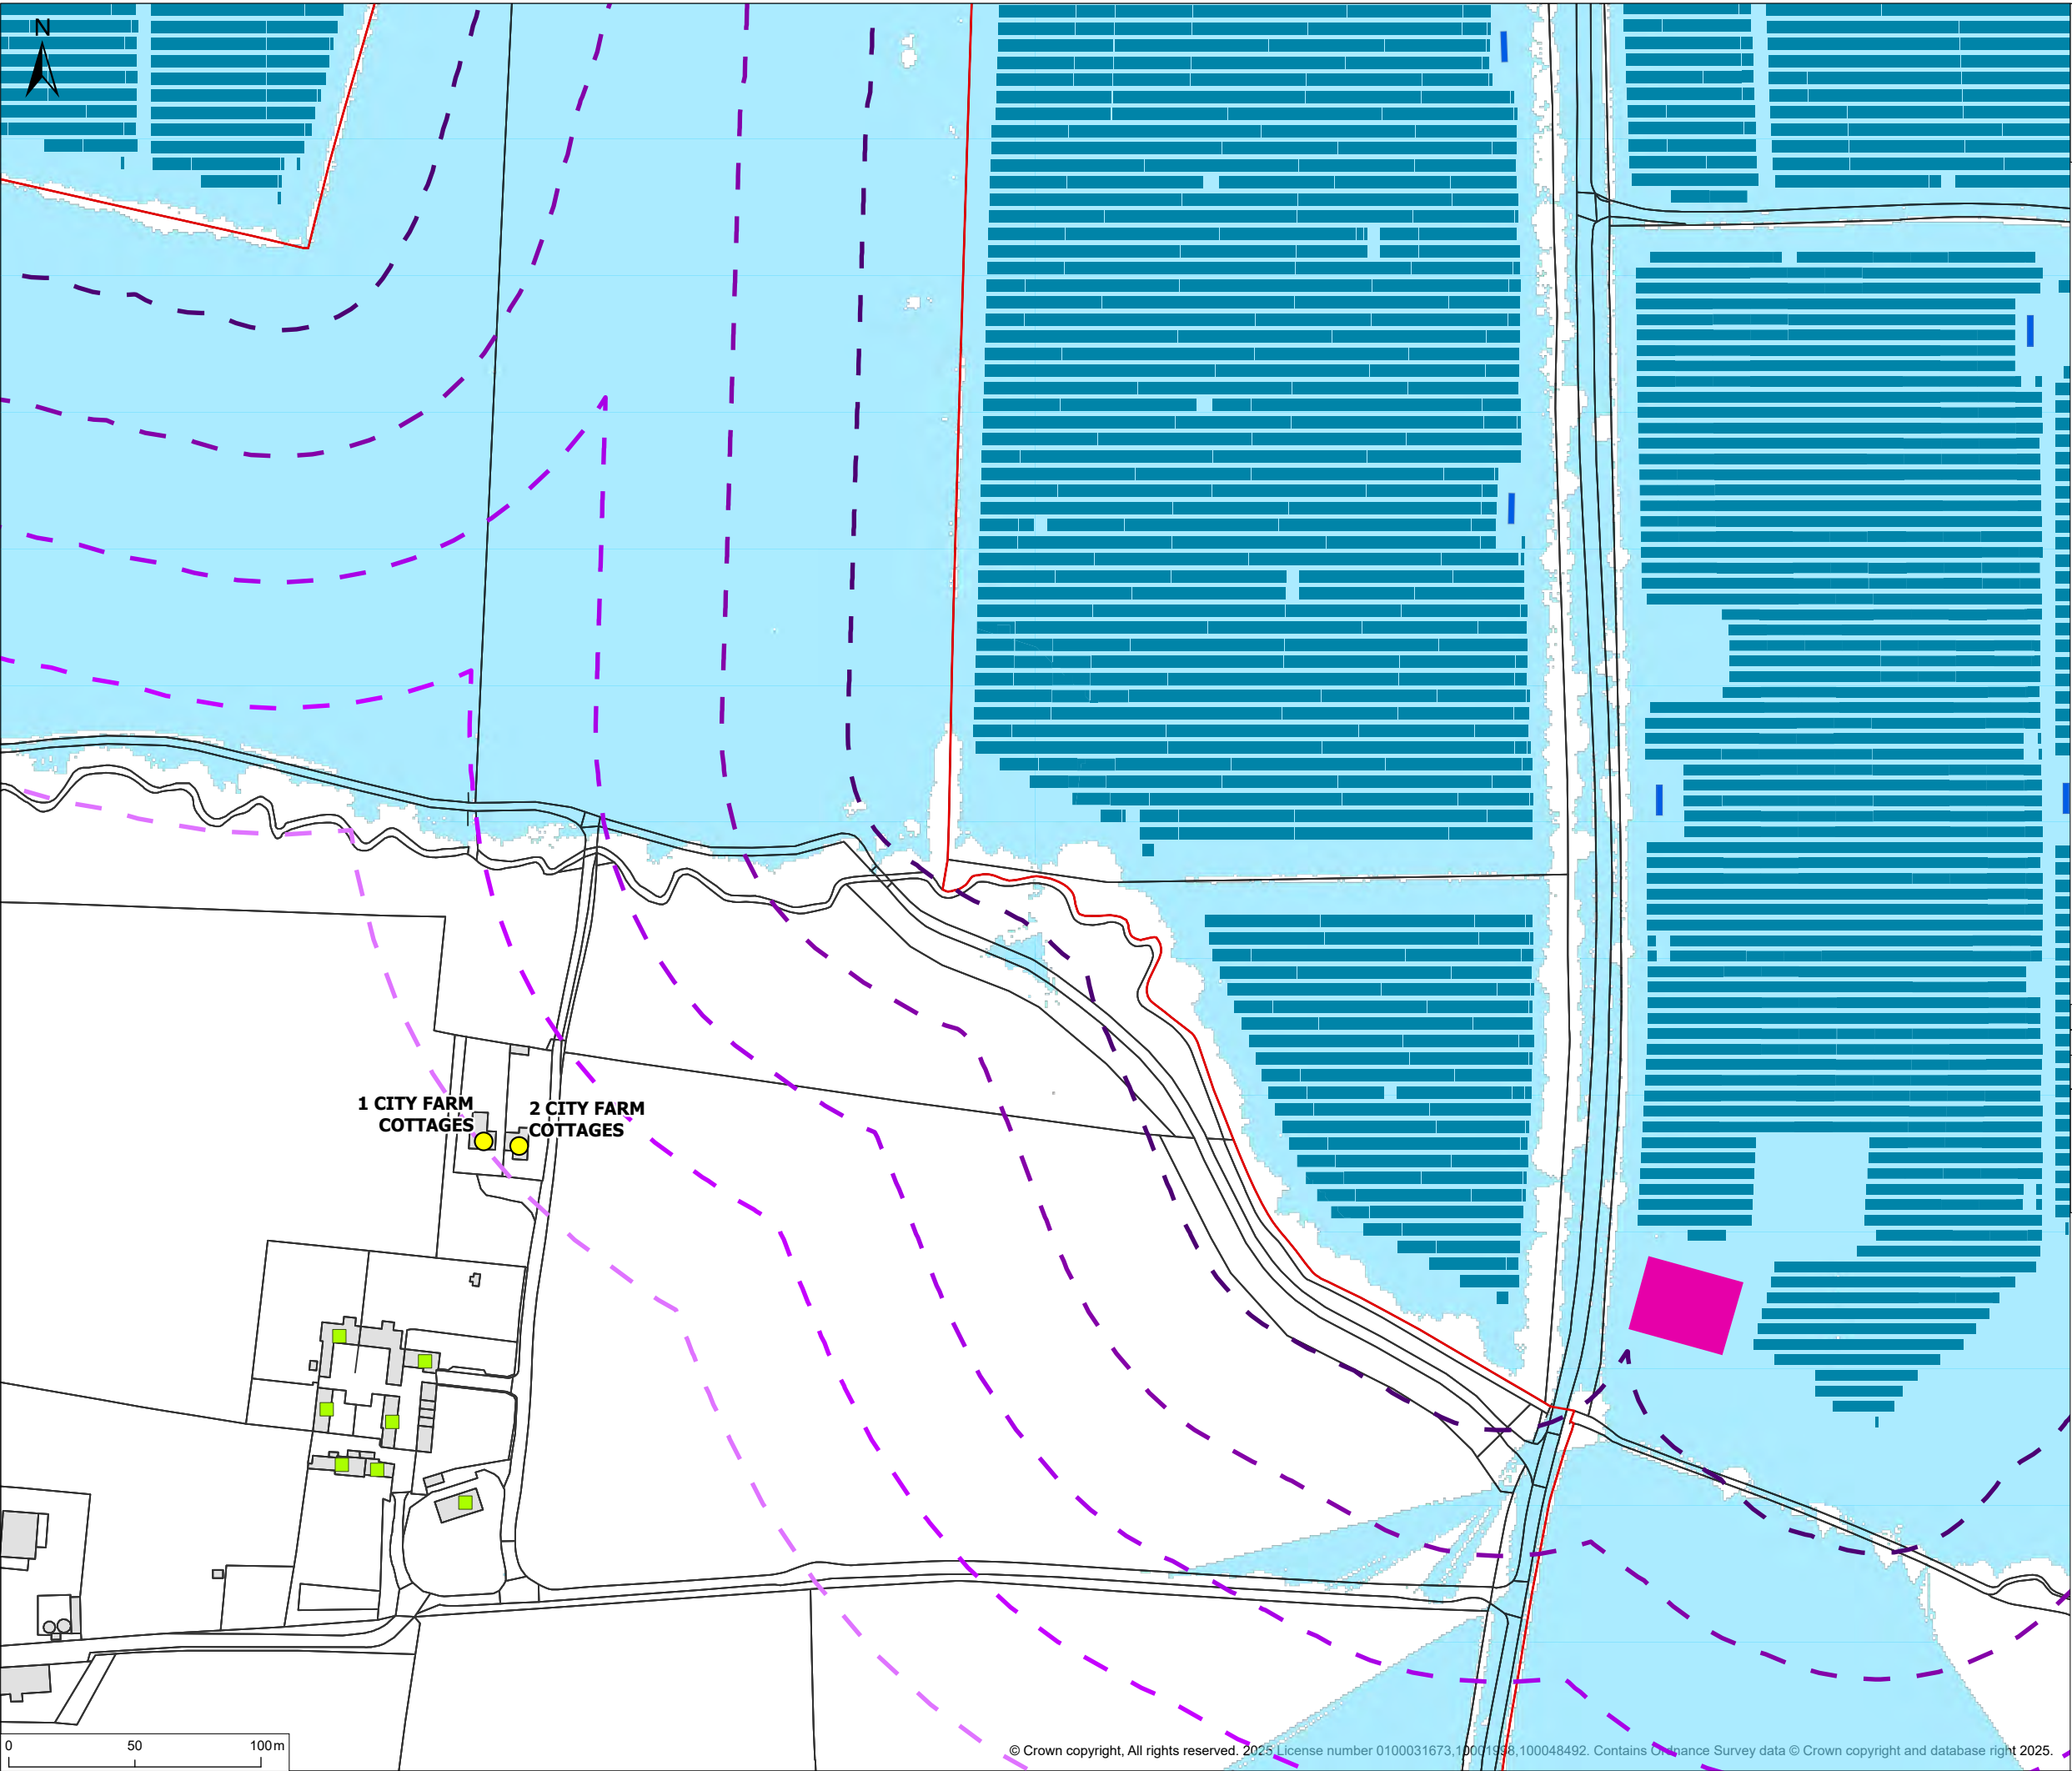 N
1 CITY FARM
COTTAGES
2 CITY FARM
COTTAGES
0 50 100m
© Crown copyright, All rights reserved. 2025 License number 0100031673,10001998,100048492. Contains Ordnance Survey data © Crown copyright and database right 2025.